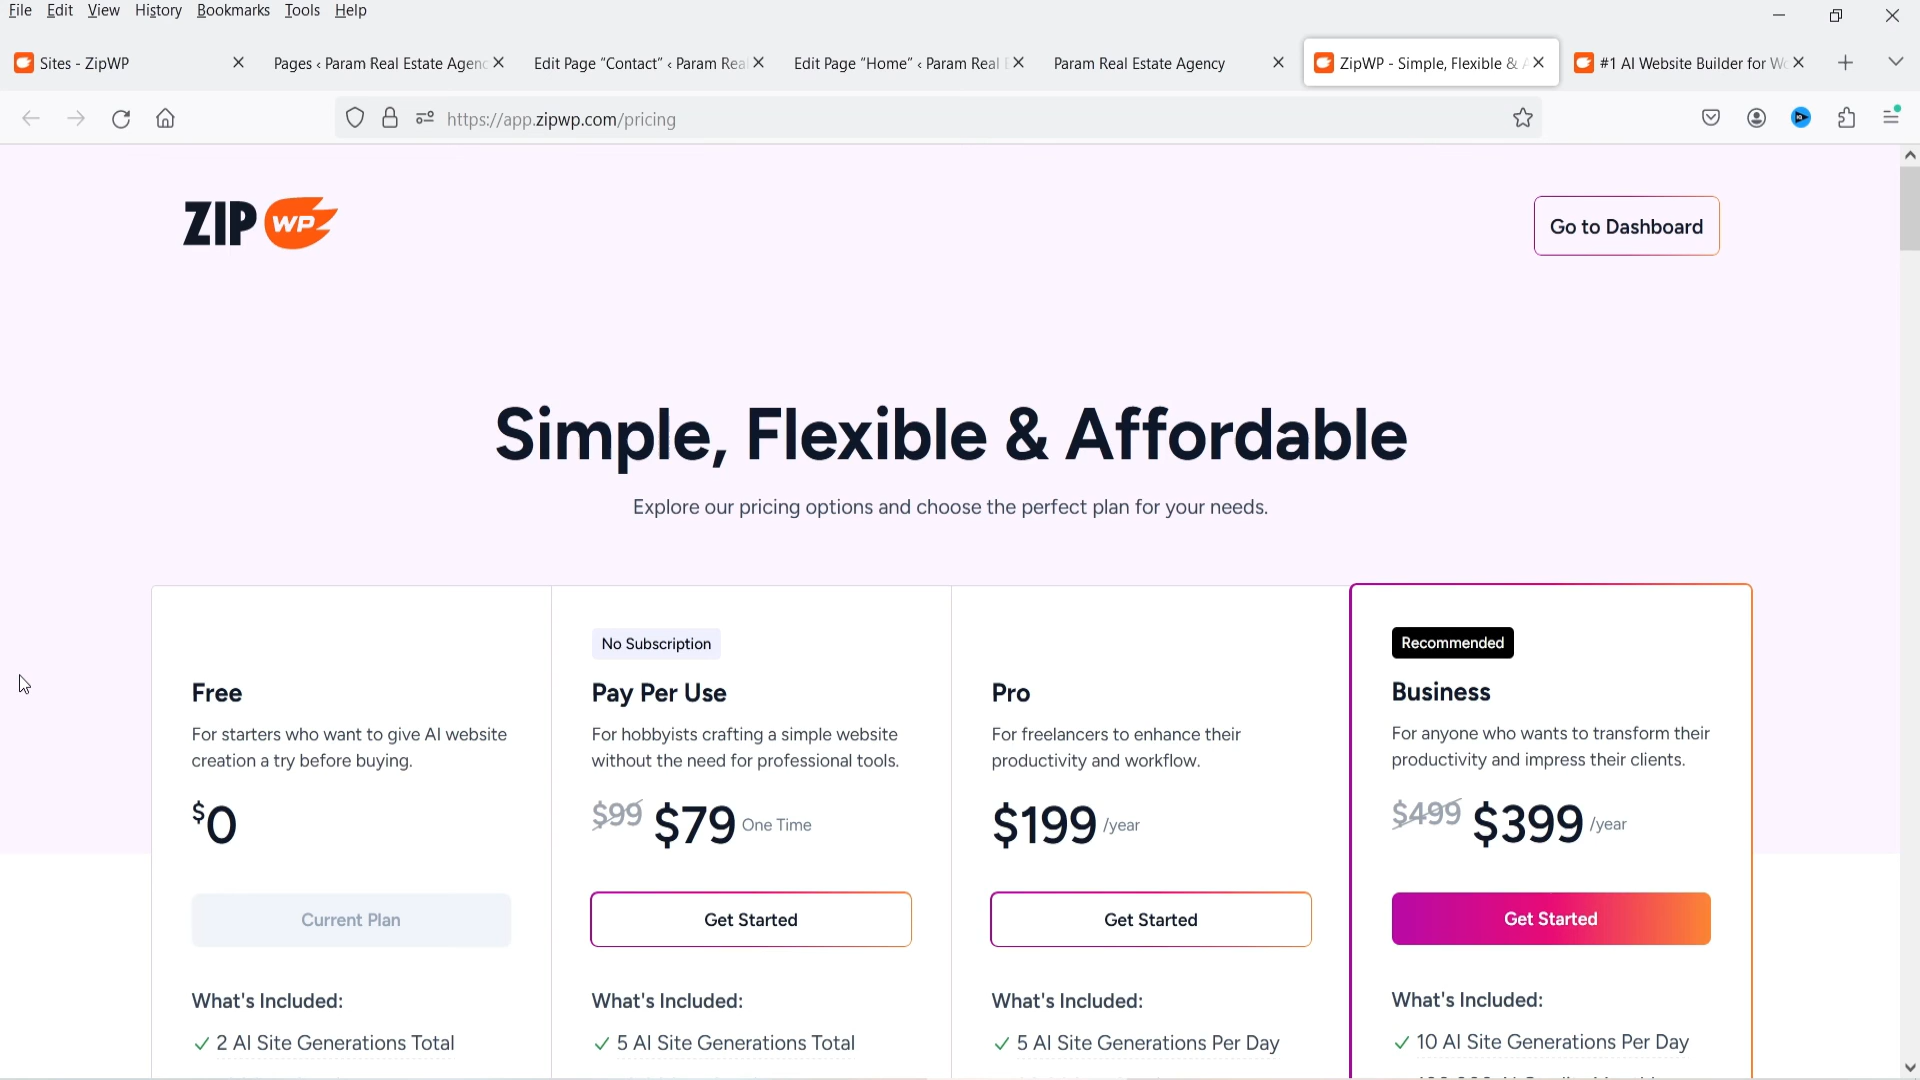 File Edit View History Bookmarks Tools Help
Sites - ZipWP
Pages ‹ Param Real Estate Agenc
Edit Page “Contact” ‹ Param Real
Edit Page “Home” ‹ Param Real
Param Real Estate Agency
ZipWP - Simple, Flexible &
#1 AI Website Builder for Wo
https://app.zipwp.com/pricing
ZIP WP
Go to Dashboard
Simple, Flexible & Affordable
Explore our pricing options and choose the perfect plan for your needs.
Free
For starters who want to give AI website
creation a try before buying.
$0
Current Plan
What's Included:
2 AI Site Generations Total
No Subscription
Pay Per Use
For hobbyists crafting a simple website
without the need for professional tools.
$99 $79 One Time
Get Started
What's Included:
5 AI Site Generations Total
Pro
For freelancers to enhance their
productivity and workflow.
$199 /year
Get Started
What's Included:
5 AI Site Generations Per Day
Recommended
Business
For anyone who wants to transform their
productivity and impress their clients.
$499 $399 /year
Get Started
What's Included:
10 AI Site Generations Per Day